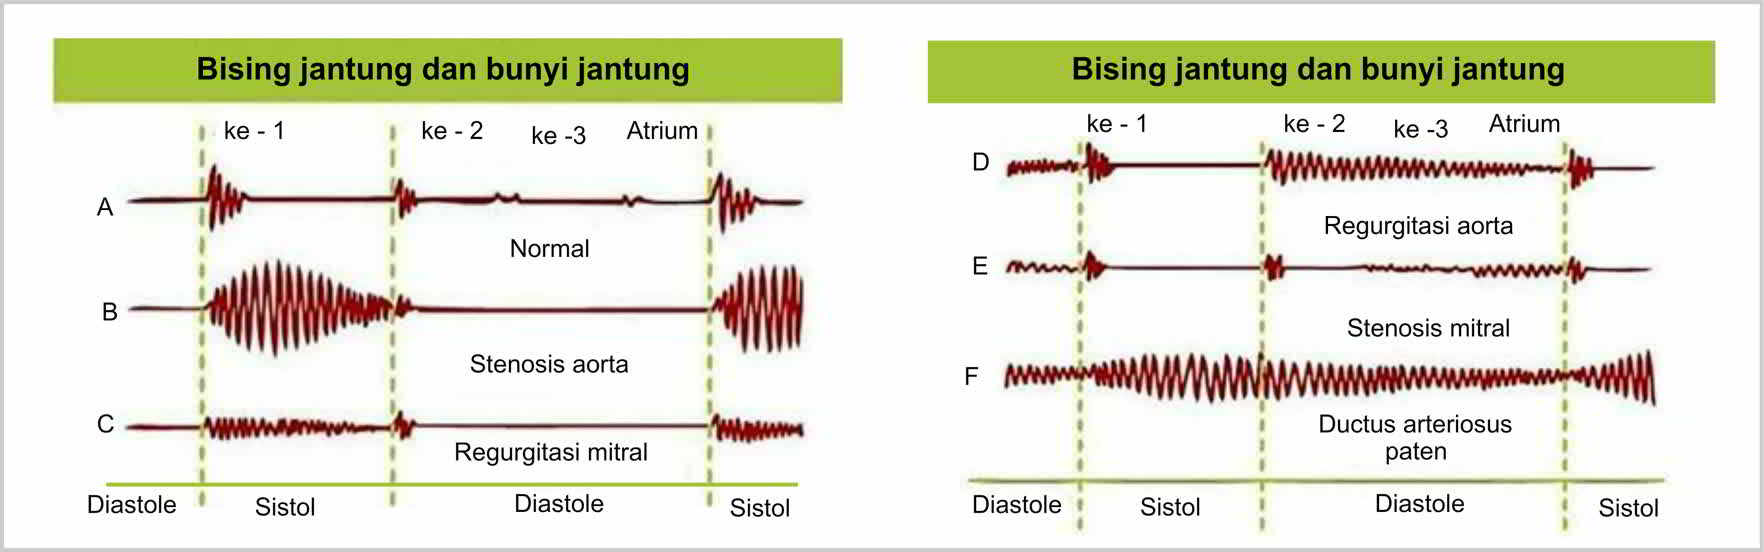 Bising jantung dan bunyi jantung
ke - 1 ke - 2 ke -3 Atrium
A
Normal
B
Stenosis aorta
C
Regurgitasi mitral
Diastole Sistol Diastole Sistol
Bising jantung dan bunyi jantung
ke - 1 ke - 2 ke -3 Atrium
D
Regurgitasi aorta
E
Stenosis mitral
F
Ductus arteriosus
paten
Diastole Sistol Diastole Sistol